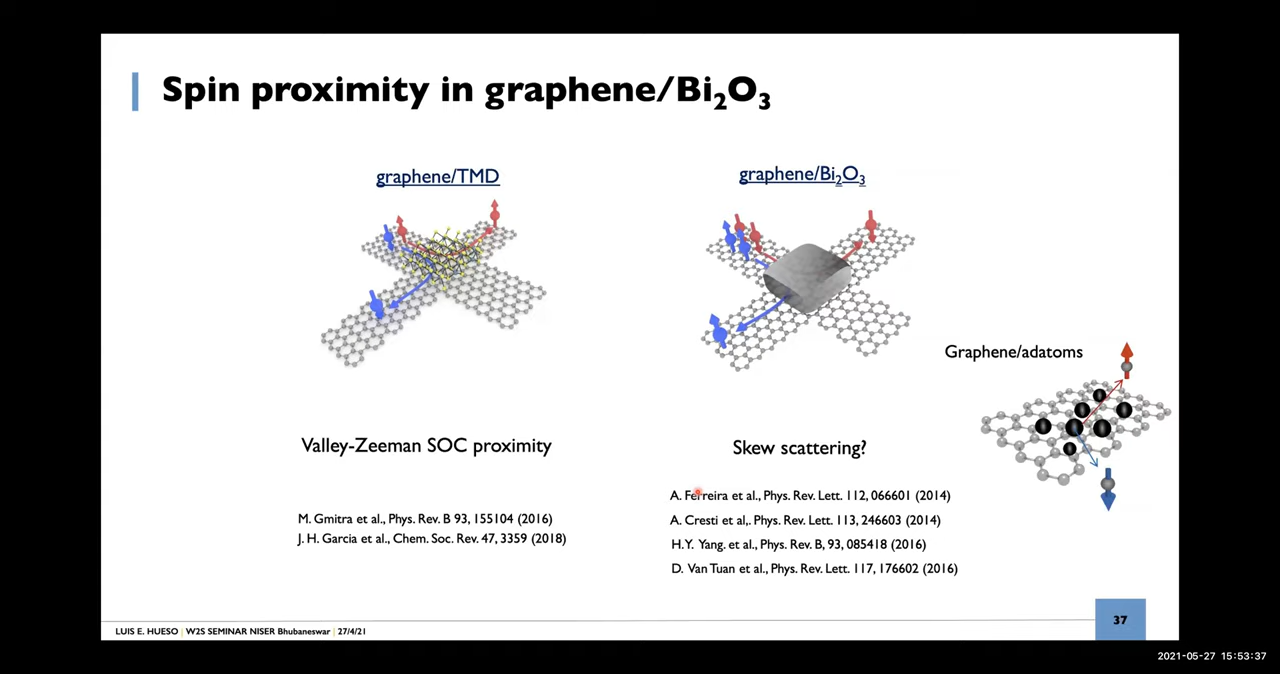 Spin proximity in graphene/Bi₂O₃
graphene/TMD
graphene/Bi₂O₃
Graphene/adatoms
Valley-Zeeman SOC proximity
Skew scattering?
M. Gmitra et al., Phys. Rev. B 93, 155104 (2016)
J. H. Garcia et al., Chem. Soc. Rev. 47, 3359 (2018)
A. Ferreira et al., Phys. Rev. Lett. 112, 066601 (2014)
A. Cresti et al,. Phys. Rev. Lett. 113, 246603 (2014)
H.Y. Yang. et al., Phys. Rev. B, 93, 085418 (2016)
D. Van Tuan et al., Phys. Rev. Lett. 117, 176602 (2016)
LUIS E. HUESO | W2S SEMINAR NISER Bhubaneswar | 27/4/21
37
2021-05-27 15:53:37